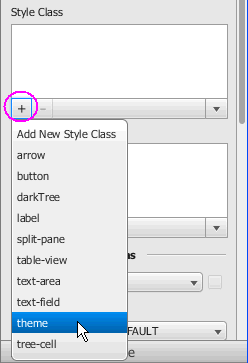 Style Class
+ –
Add New Style Class
arrow
button
darkTree
label
split-pane
table-view
text-area
text-field
theme
tree-cell